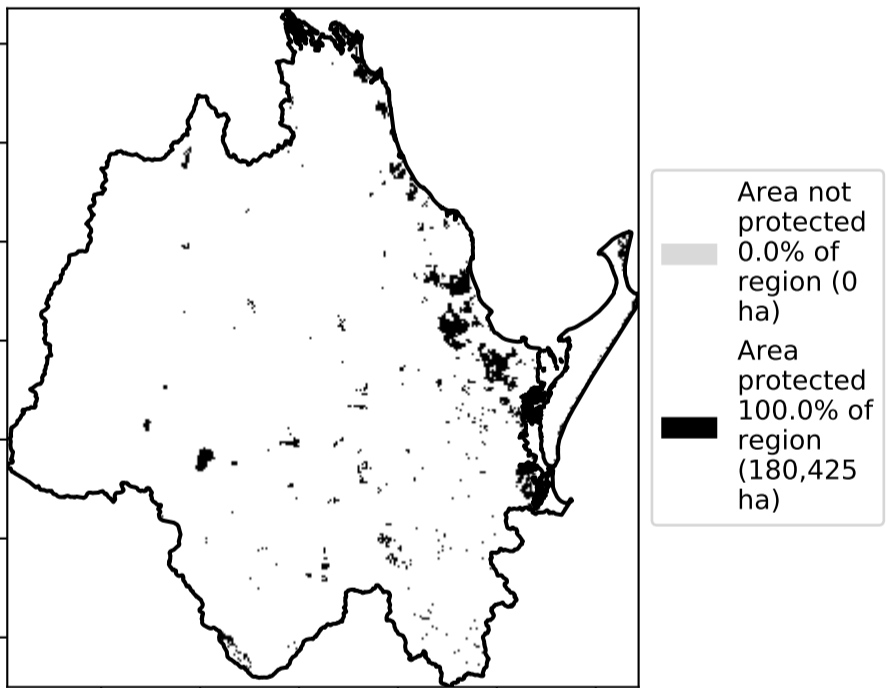 Area not
protected
0.0% of
region (0
ha)
Area
protected
100.0% of
region
(180,425
ha)